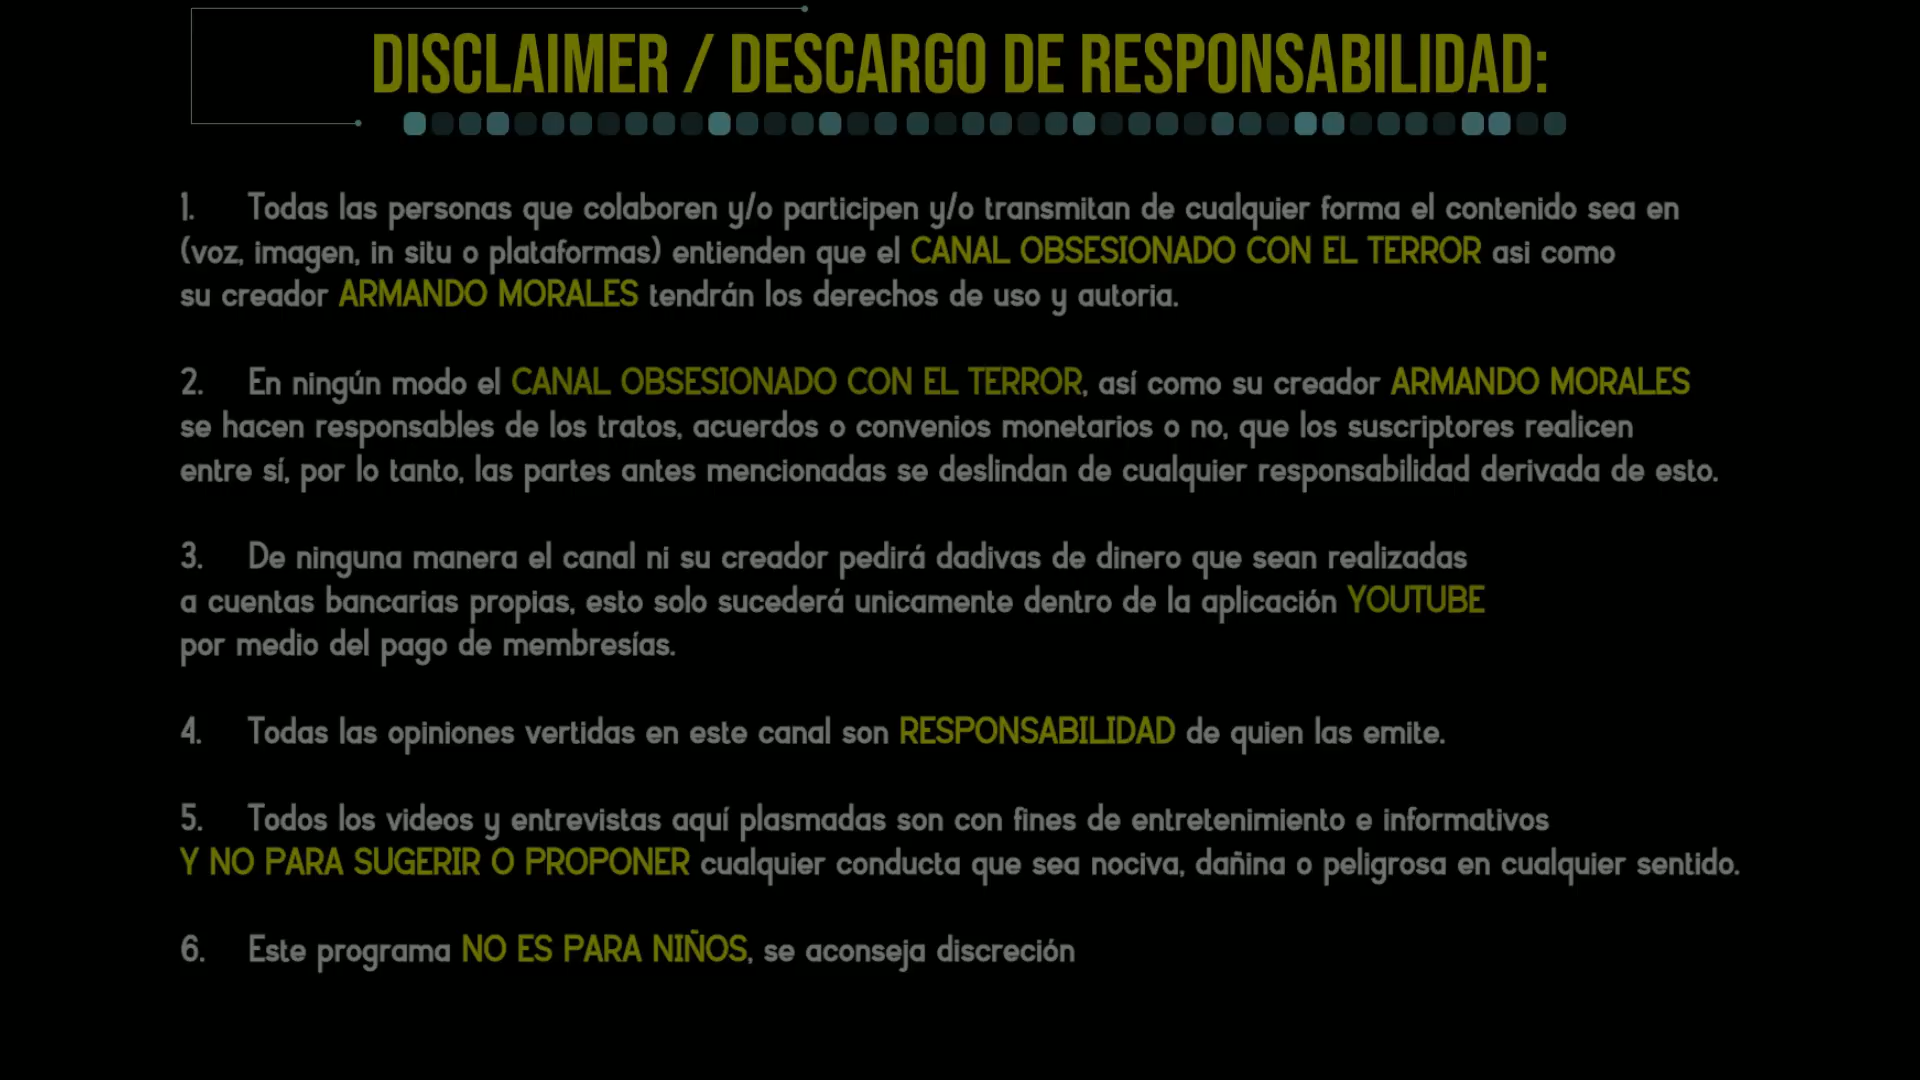 DISCLAIMER / DESCARGO DE RESPONSABILIDAD:
1. Todas las personas que colaboren y/o participen y/o transmitan de cualquier forma el contenido sea en
(voz, imagen, in situ o plataformas) entienden que el CANAL OBSESIONADO CON EL TERROR asi como
su creador ARMANDO MORALES tendrán los derechos de uso y autoria.
2. En ningún modo el CANAL OBSESIONADO CON EL TERROR, así como su creador ARMANDO MORALES
se hacen responsables de los tratos, acuerdos o convenios monetarios o no, que los suscriptores realicen
entre sí, por lo tanto, las partes antes mencionadas se deslindan de cualquier responsabilidad derivada de esto.
3. De ninguna manera el canal ni su creador pedirá dadivas de dinero que sean realizadas
a cuentas bancarias propias, esto solo sucederá unicamente dentro de la aplicación YOUTUBE
por medio del pago de membresías.
4. Todas las opiniones vertidas en este canal son RESPONSABILIDAD de quien las emite.
5. Todos los videos y entrevistas aquí plasmadas son con fines de entretenimiento e informativos
Y NO PARA SUGERIR O PROPONER cualquier conducta que sea nociva, dañina o peligrosa en cualquier sentido.
6. Este programa NO ES PARA NIÑOS, se aconseja discreción